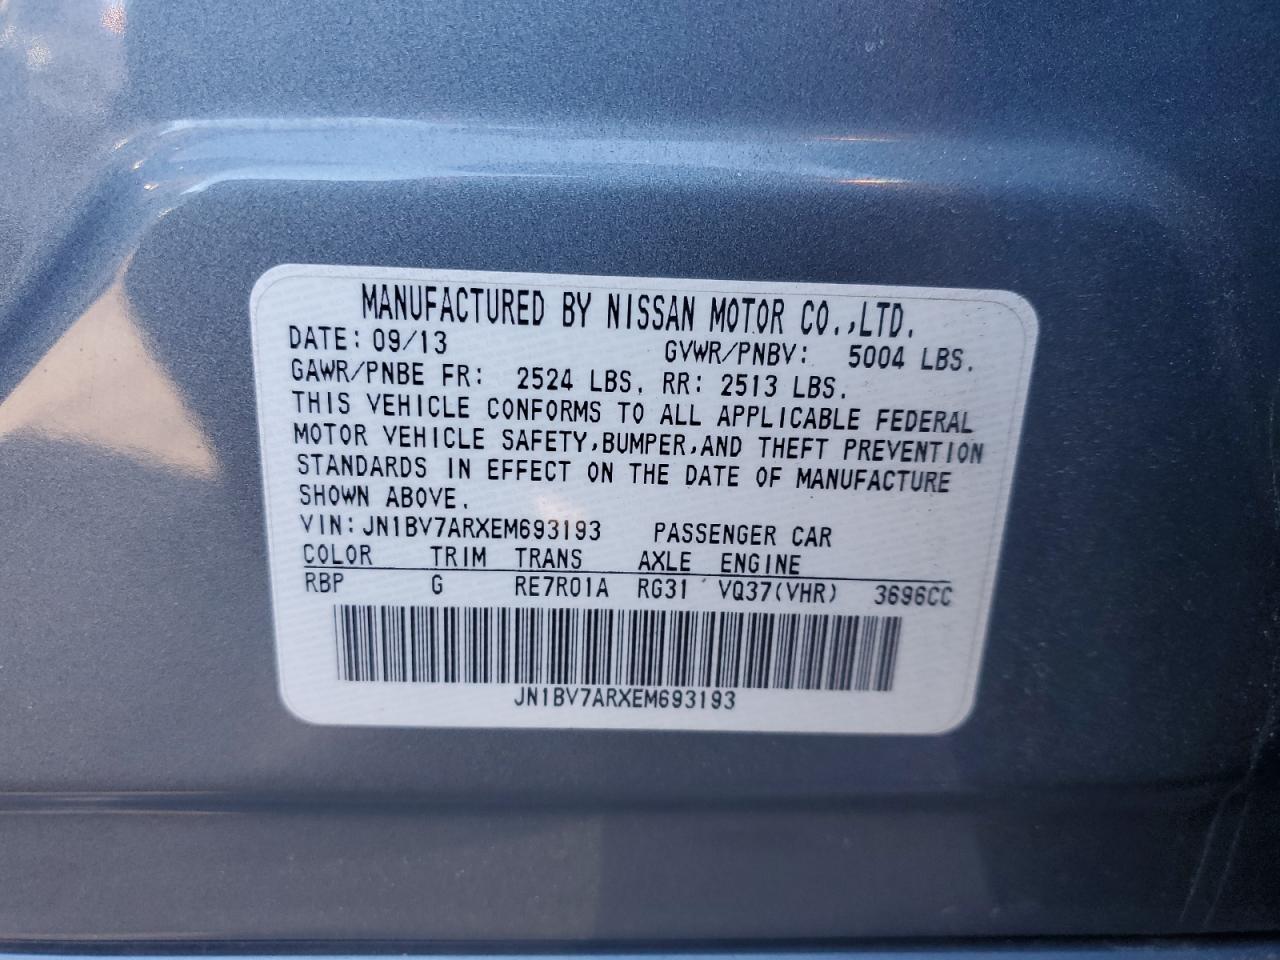 MANUFACTURED BY NISSAN MOTOR CO.,LTD.
DATE: 09/13 GVWR/PNBV: 5004 LBS.
GAWR/PNBE FR: 2524 LBS. RR: 2513 LBS.
THIS VEHICLE CONFORMS TO ALL APPLICABLE FEDERAL
MOTOR VEHICLE SAFETY,BUMPER,AND THEFT PREVENTION
STANDARDS IN EFFECT ON THE DATE OF MANUFACTURE
SHOWN ABOVE.
VIN:JN1BV7ARXEM693193 PASSENGER CAR
COLOR TRIM TRANS AXLE ENGINE
RBP G RE7R01A RG31 VQ37(VHR) 3696CC
JN1BV7ARXEM693193